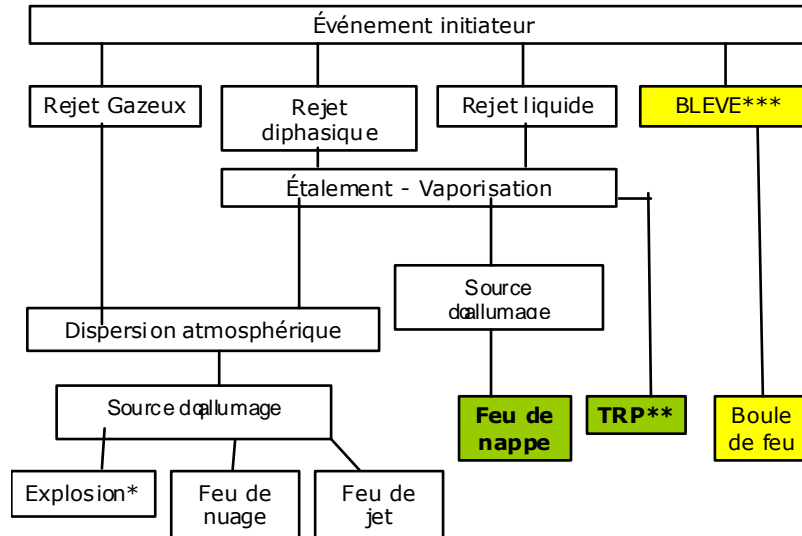 Événement initiateur
Rejet Gazeux
Rejet
diphasique
Rejet liquide
BLEVE***
Étalement - Vaporisation
Source
d'allumage
Dispersion atmosphérique
Source d'allumage
Feu de
nappe
TRP**
Boule
de feu
Explosion*
Feu de
nuage
Feu de
jet